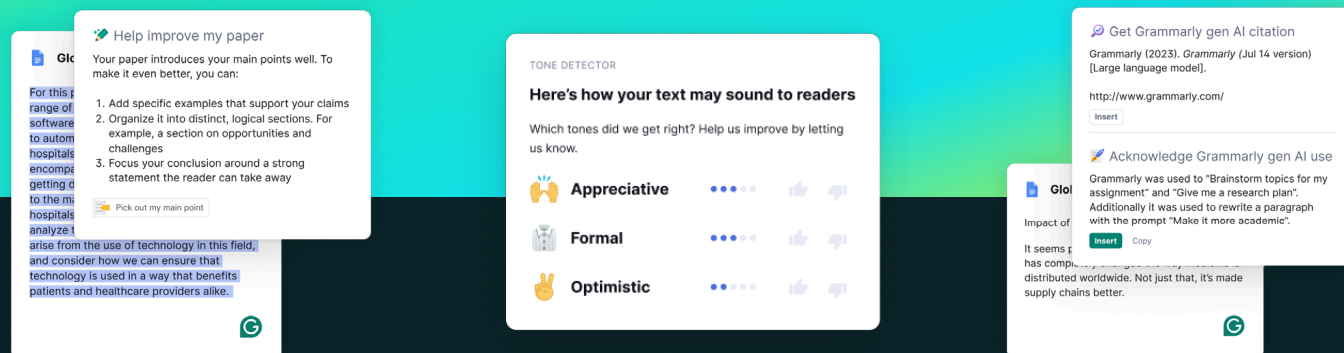 Glo
For this p
range of
software
to autom
hospitals
encompa
getting d
to the ma
hospitals
analyze t
arise from the use of technology in this field,
and consider how we can ensure that
technology is used in a way that benefits
patients and healthcare providers alike.
Help improve my paper
Your paper introduces your main points well. To
make it even better, you can:
1. Add specific examples that support your claims
2. Organize it into distinct, logical sections. For
example, a section on opportunities and
challenges
3. Focus your conclusion around a strong
statement the reader can take away
Pick out my main point
TONE DETECTOR
Here's how your text may sound to readers
Which tones did we get right? Help us improve by letting
us know.
Appreciative
Formal
Optimistic
Get Grammarly gen AI citation
Grammarly (2023). Grammarly (Jul 14 version)
[Large language model].
http://www.grammarly.com/
Insert
Acknowledge Grammarly gen AI use
Grammarly was used to “Brainstorm topics for my
assignment” and “Give me a research plan”.
Additionally it was used to rewrite a paragraph
with the prompt “Make it more academic”.
Insert Copy
Glol
Impact of
It seems p
distributed worldwide. Not just that, it's made
supply chains better.